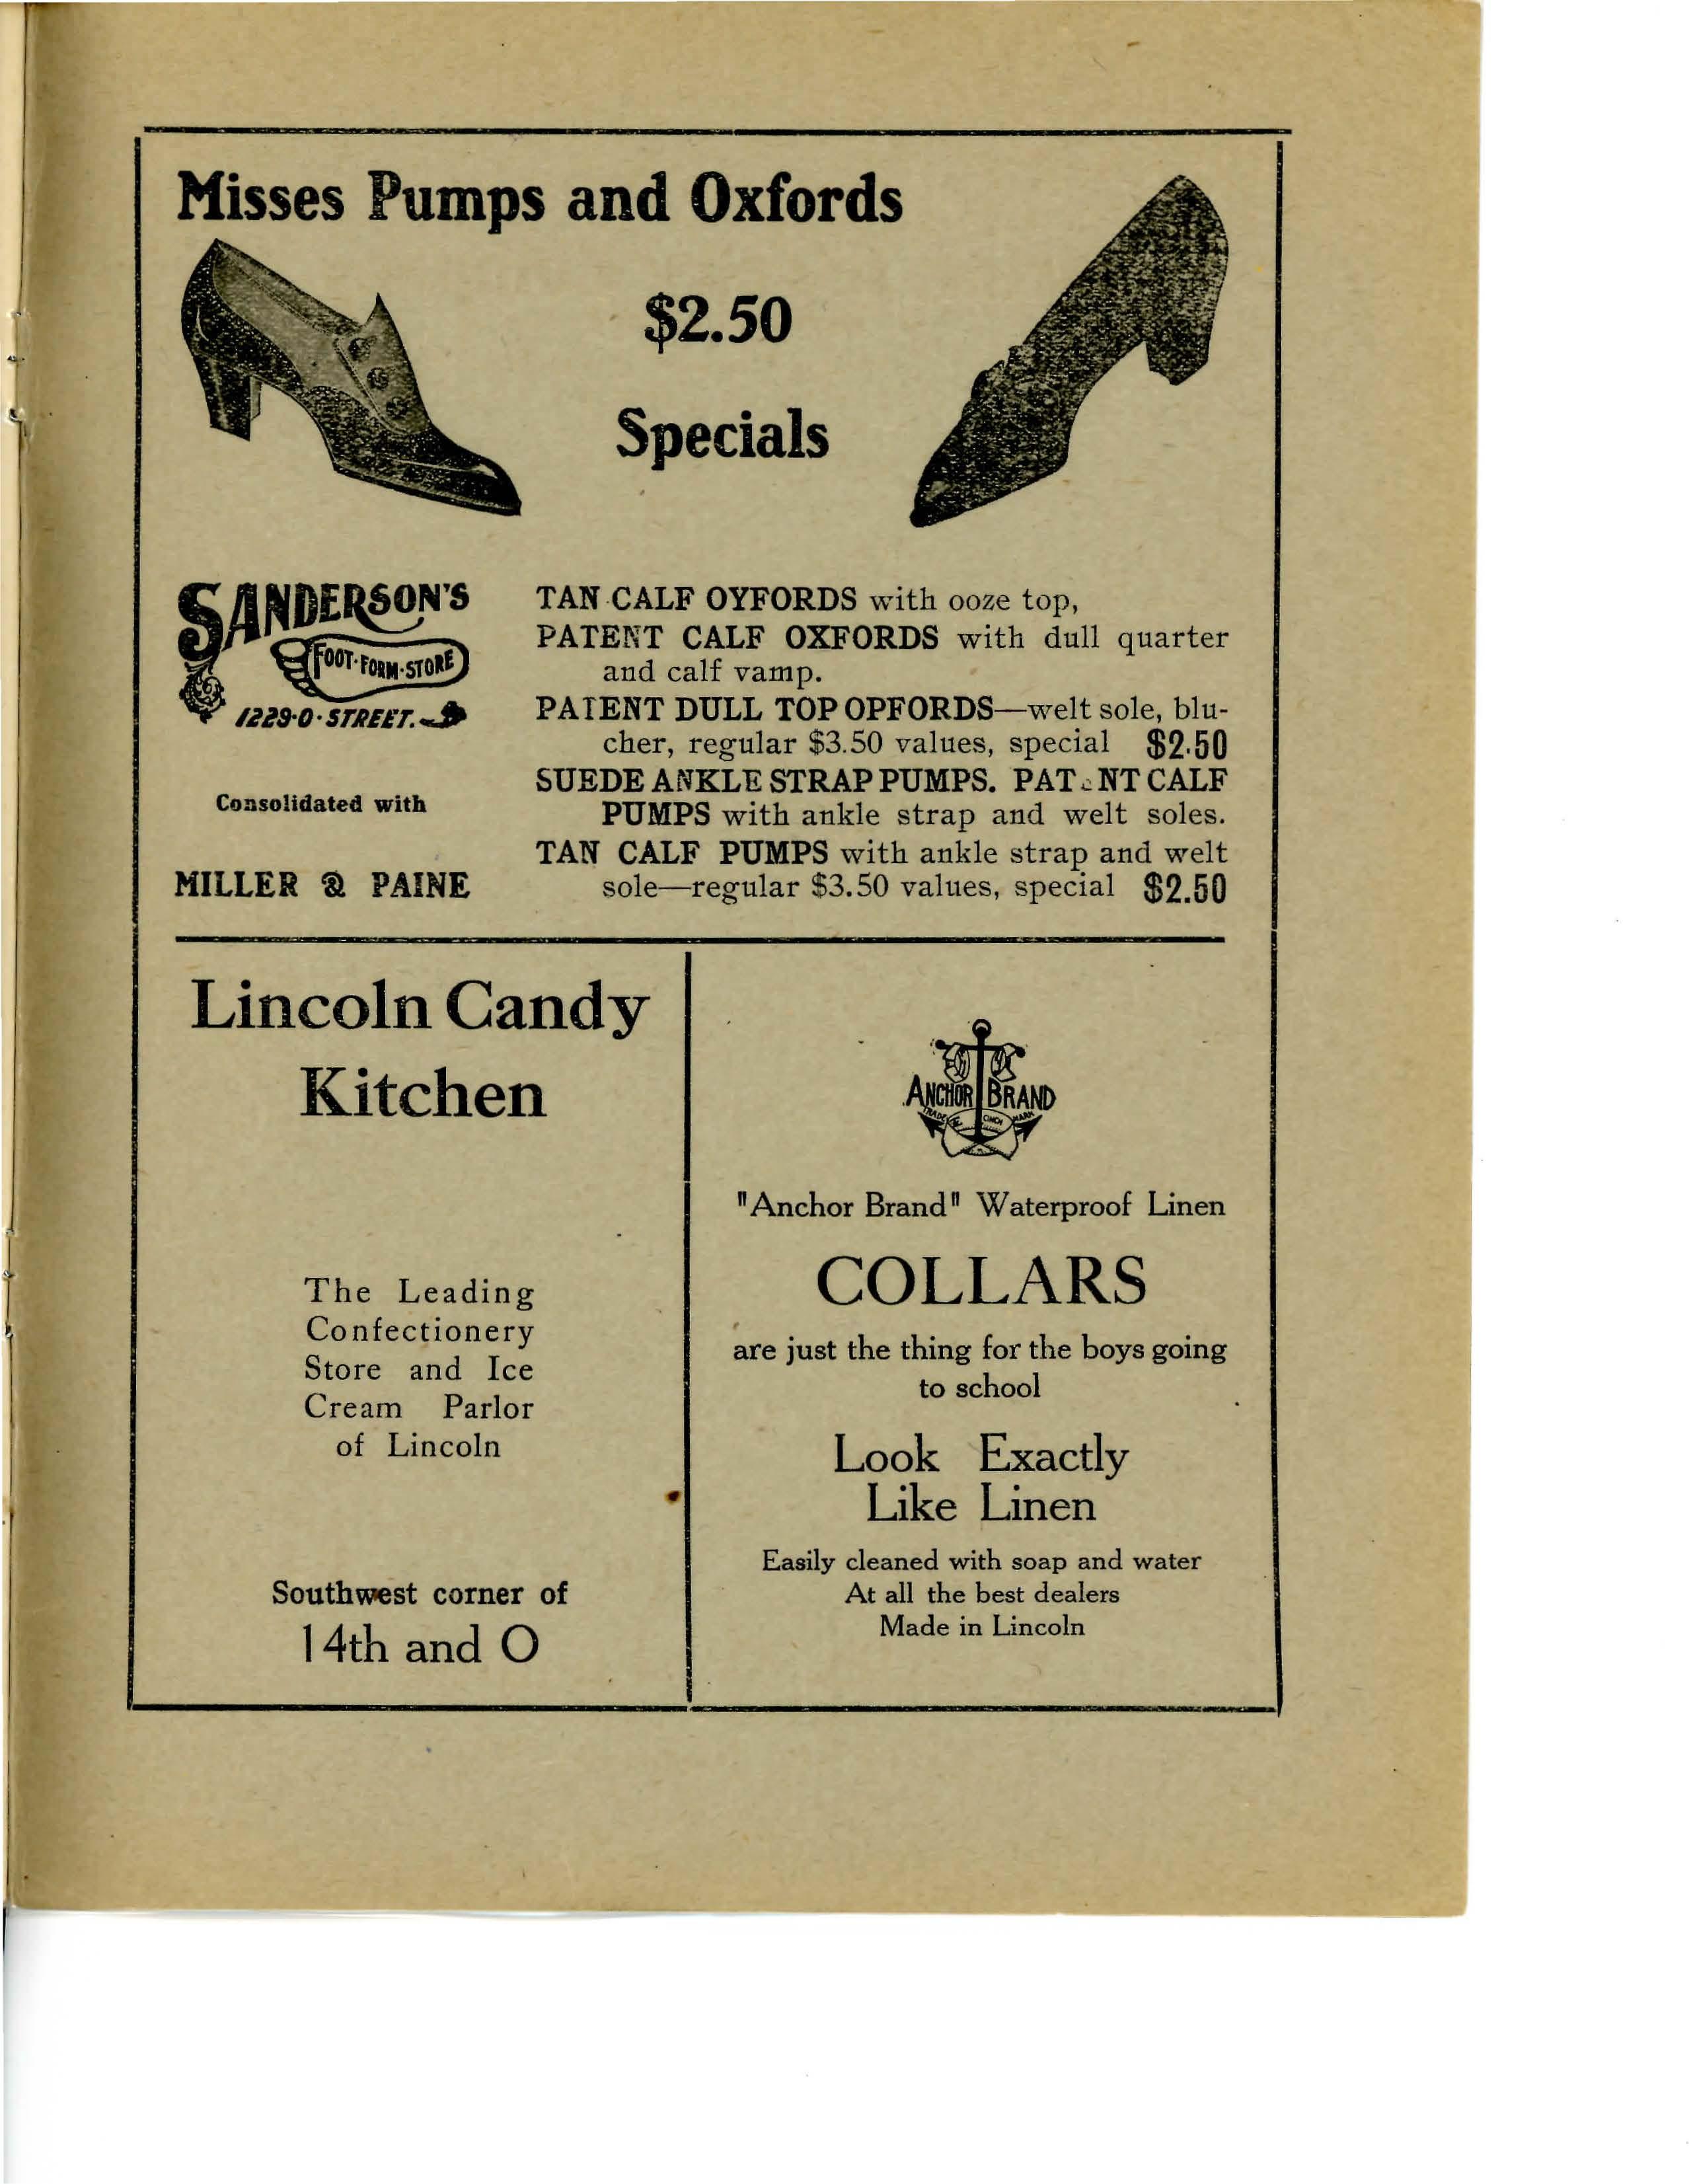 Misses Pumps and Oxfords
$2.50
Specials
SANDERSON'S
FOOT·FORM·STORE
1229·O·STREET.
Consolidated with
MILLER & PAINE
TAN CALF OYFORDS with ooze top,
PATENT CALF OXFORDS with dull quarter
and calf vamp.
PATENT DULL TOP OPFORDS—welt sole, blu-
cher, regular $3.50 values, special $2.50
SUEDE ANKLE STRAP PUMPS. PATENT CALF
PUMPS with ankle strap and welt soles.
TAN CALF PUMPS with ankle strap and welt
sole—regular $3.50 values, special $2.50
Lincoln Candy
Kitchen
The Leading
Confectionery
Store and Ice
Cream Parlor
of Lincoln
Southwest corner of
14th and O
ANCHOR BRAND
TRADE MARK
"Anchor Brand" Waterproof Linen
COLLARS
are just the thing for the boys going
to school
Look Exactly
Like Linen
Easily cleaned with soap and water
At all the best dealers
Made in Lincoln